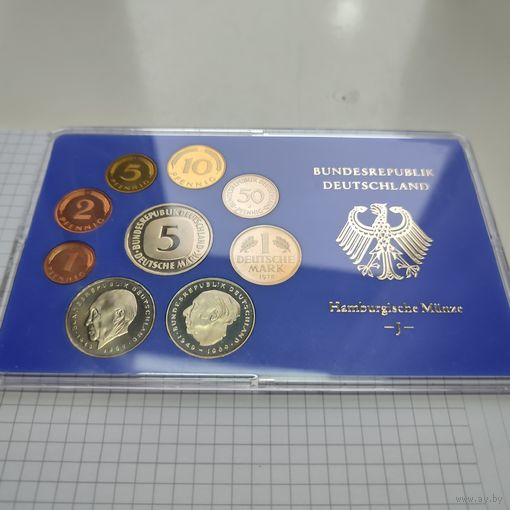 BUNDESREPUBLIK
DEUTSCHLAND
Hamburgische Münze
-J-
5
PFENNIG
10
PFENNIG
50
PFENNIG
2
PFENNIG
1
BUNDESREPUBLIK DEUTSCHLAND
5
DEUTSCHE MARK
1
DEUTSCHE
MARK
1978
BUNDESREPUBLIK DEUTSCHLAND
BUNDESREPUBLIK DEUTSCHLAND
1949-1969
www.ay.by